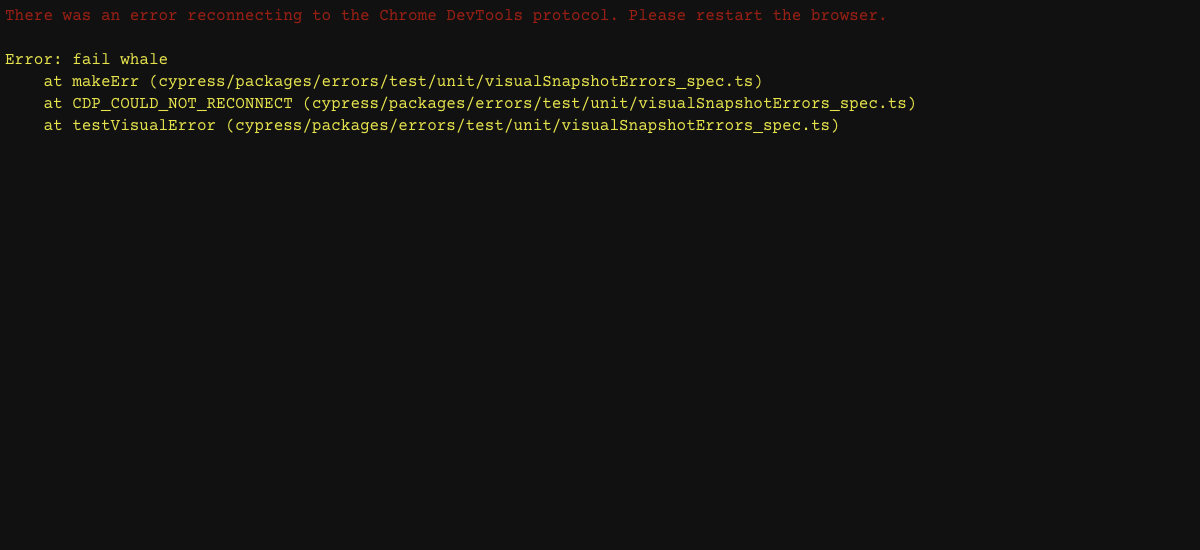 There was an error reconnecting to the Chrome DevTools protocol. Please restart the browser.
Error: fail whale
    at makeErr (cypress/packages/errors/test/unit/visualSnapshotErrors_spec.ts)
    at CDP_COULD_NOT_RECONNECT (cypress/packages/errors/test/unit/visualSnapshotErrors_spec.ts)
    at testVisualError (cypress/packages/errors/test/unit/visualSnapshotErrors_spec.ts)